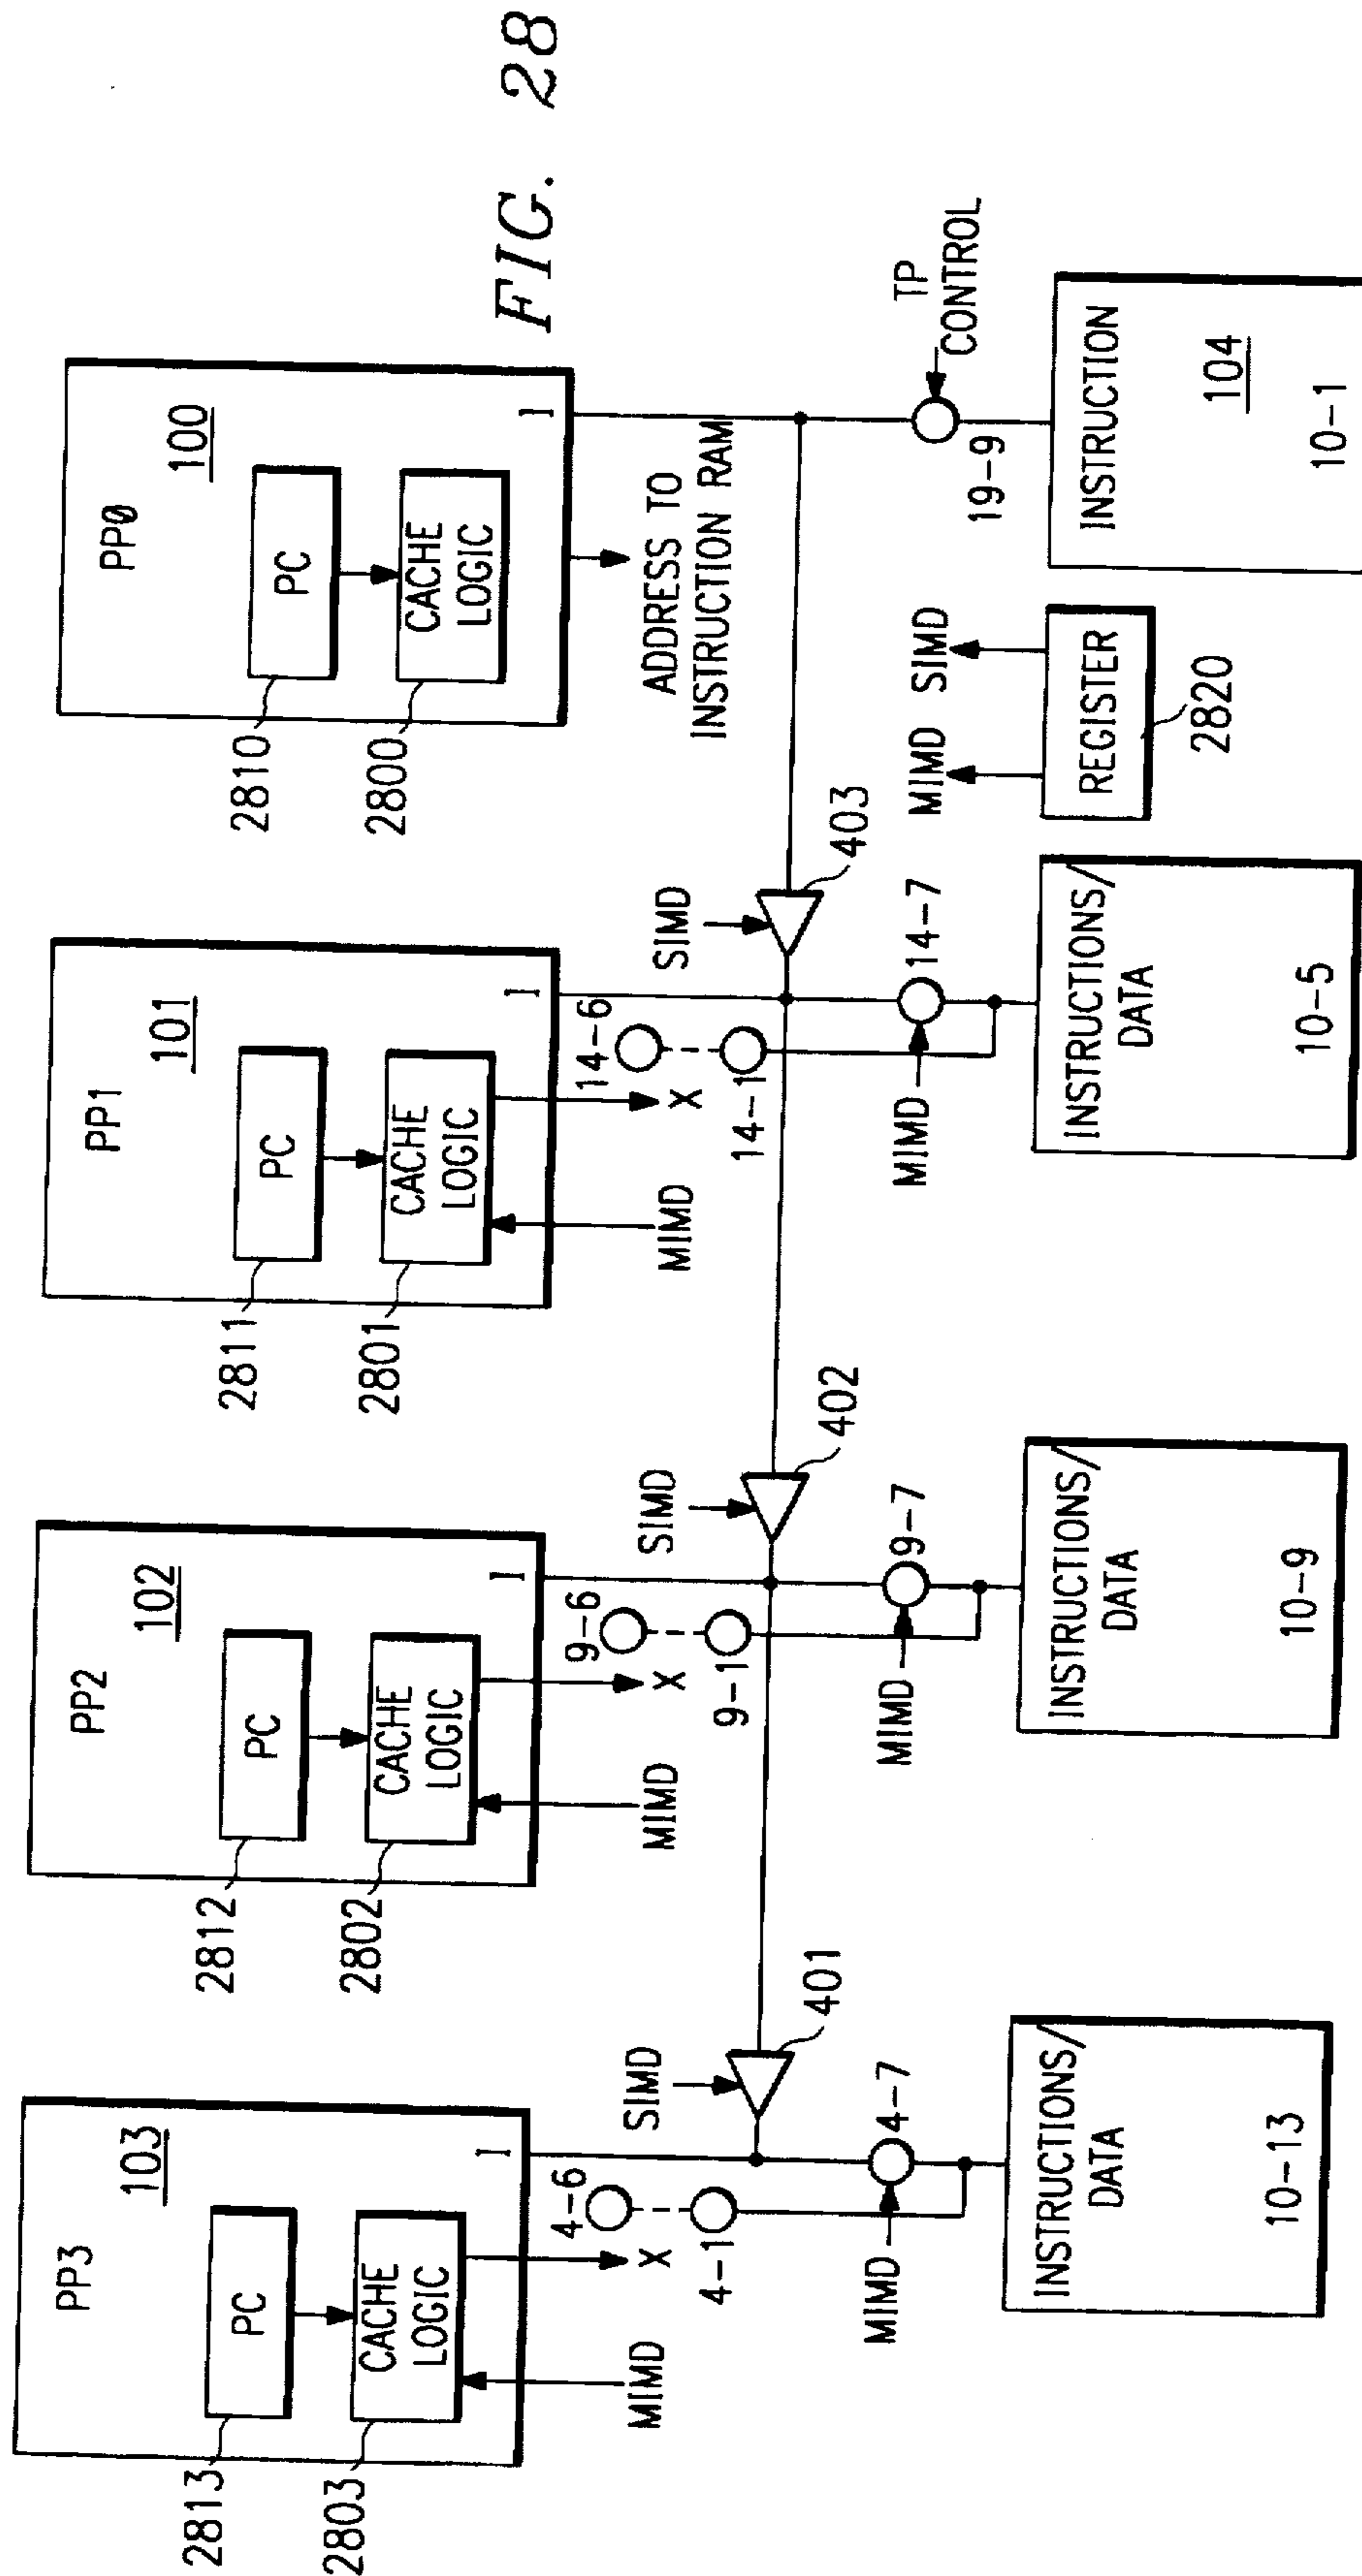 FIG. 28
PP3
103
PC
CACHE
LOGIC
1
2813
2803
MIMD
X
4-6
4-1
SIMD
401
MIMD
4-7
INSTRUCTIONS/
DATA
10-13
PP2
102
PC
CACHE
LOGIC
1
2812
2802
MIMD
X
9-6
9-1
SIMD
402
MIMD
9-7
INSTRUCTIONS/
DATA
10-9
PP1
101
PC
CACHE
LOGIC
1
2811
2801
MIMD
X
14-6
14-1
SIMD
403
MIMD
14-7
INSTRUCTIONS/
DATA
10-5
PP0
100
PC
CACHE
LOGIC
1
2810
2800
ADDRESS TO
INSTRUCTION RAM
MIMD SIMD
REGISTER
2820
TP
CONTROL
19-9
INSTRUCTION
104
10-1